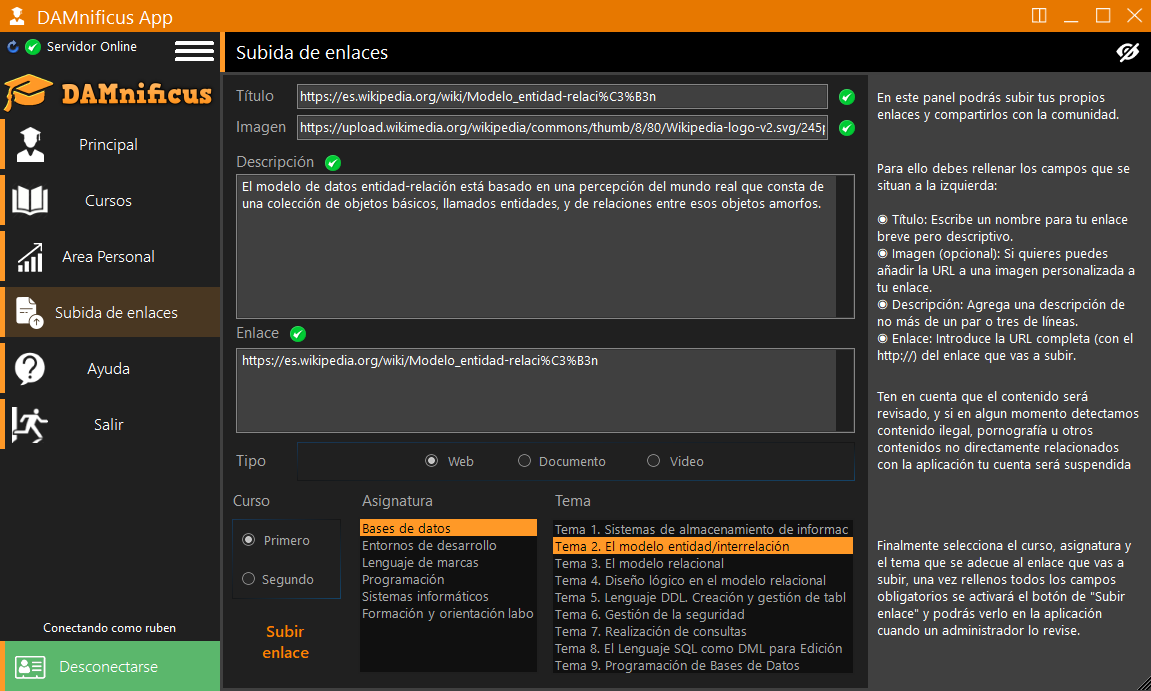 DAMnificus App
Servidor Online
DAMnificus
Principal
Cursos
Area Personal
Subida de enlaces
Ayuda
Salir
Conectando como ruben
Desconectarse
Subida de enlaces
Título
https://es.wikipedia.org/wiki/Modelo_entidad-relaci%C3%B3n
Imagen
https://upload.wikimedia.org/wikipedia/commons/thumb/8/80/Wikipedia-logo-v2.svg/245p
Descripción
El modelo de datos entidad-relación está basado en una percepción del mundo real que consta de
una colección de objetos básicos, llamados entidades, y de relaciones entre esos objetos amorfos.
Enlace
https://es.wikipedia.org/wiki/Modelo_entidad-relaci%C3%B3n
Tipo
Web
Documento
Video
Curso
Primero
Segundo
Subir
enlace
Asignatura
Bases de datos
Entornos de desarrollo
Lenguaje de marcas
Programación
Sistemas informáticos
Formación y orientación labo
Tema
Tema 1. Sistemas de almacenamiento de informac
Tema 2. El modelo entidad/interrelación
Tema 3. El modelo relacional
Tema 4. Diseño lógico en el modelo relacional
Tema 5. Lenguaje DDL. Creación y gestión de tabl
Tema 6. Gestión de la seguridad
Tema 7. Realización de consultas
Tema 8. El Lenguaje SQL como DML para Edición
Tema 9. Programación de Bases de Datos
En este panel podrás subir tus propios
enlaces y compartirlos con la comunidad.
Para ello debes rellenar los campos que se
situan a la izquierda:
◉ Título: Escribe un nombre para tu enlace
breve pero descriptivo.
◉ Imagen (opcional): Si quieres puedes
añadir la URL a una imagen personalizada a
tu enlace.
◉ Descripción: Agrega una descripción de
no más de un par o tres de líneas.
◉ Enlace: Introduce la URL completa (con el
http://) del enlace que vas a subir.
Ten en cuenta que el contenido será
revisado, y si en algun momento detectamos
contenido ilegal, pornografía u otros
contenidos no directamente relacionados
con la aplicación tu cuenta será suspendida
Finalmente selecciona el curso, asignatura y
el tema que se adecue al enlace que vas a
subir, una vez rellenos todos los campos
obligatorios se activará el botón de "Subir
enlace" y podrás verlo en la aplicación
cuando un administrador lo revise.